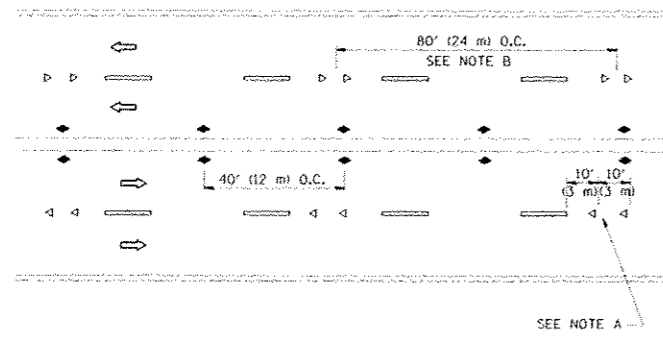 80' (24 m) O.C.
SEE NOTE B
40' (12 m) O.C.
10' 10'
(3 m) (3 m)
SEE NOTE A